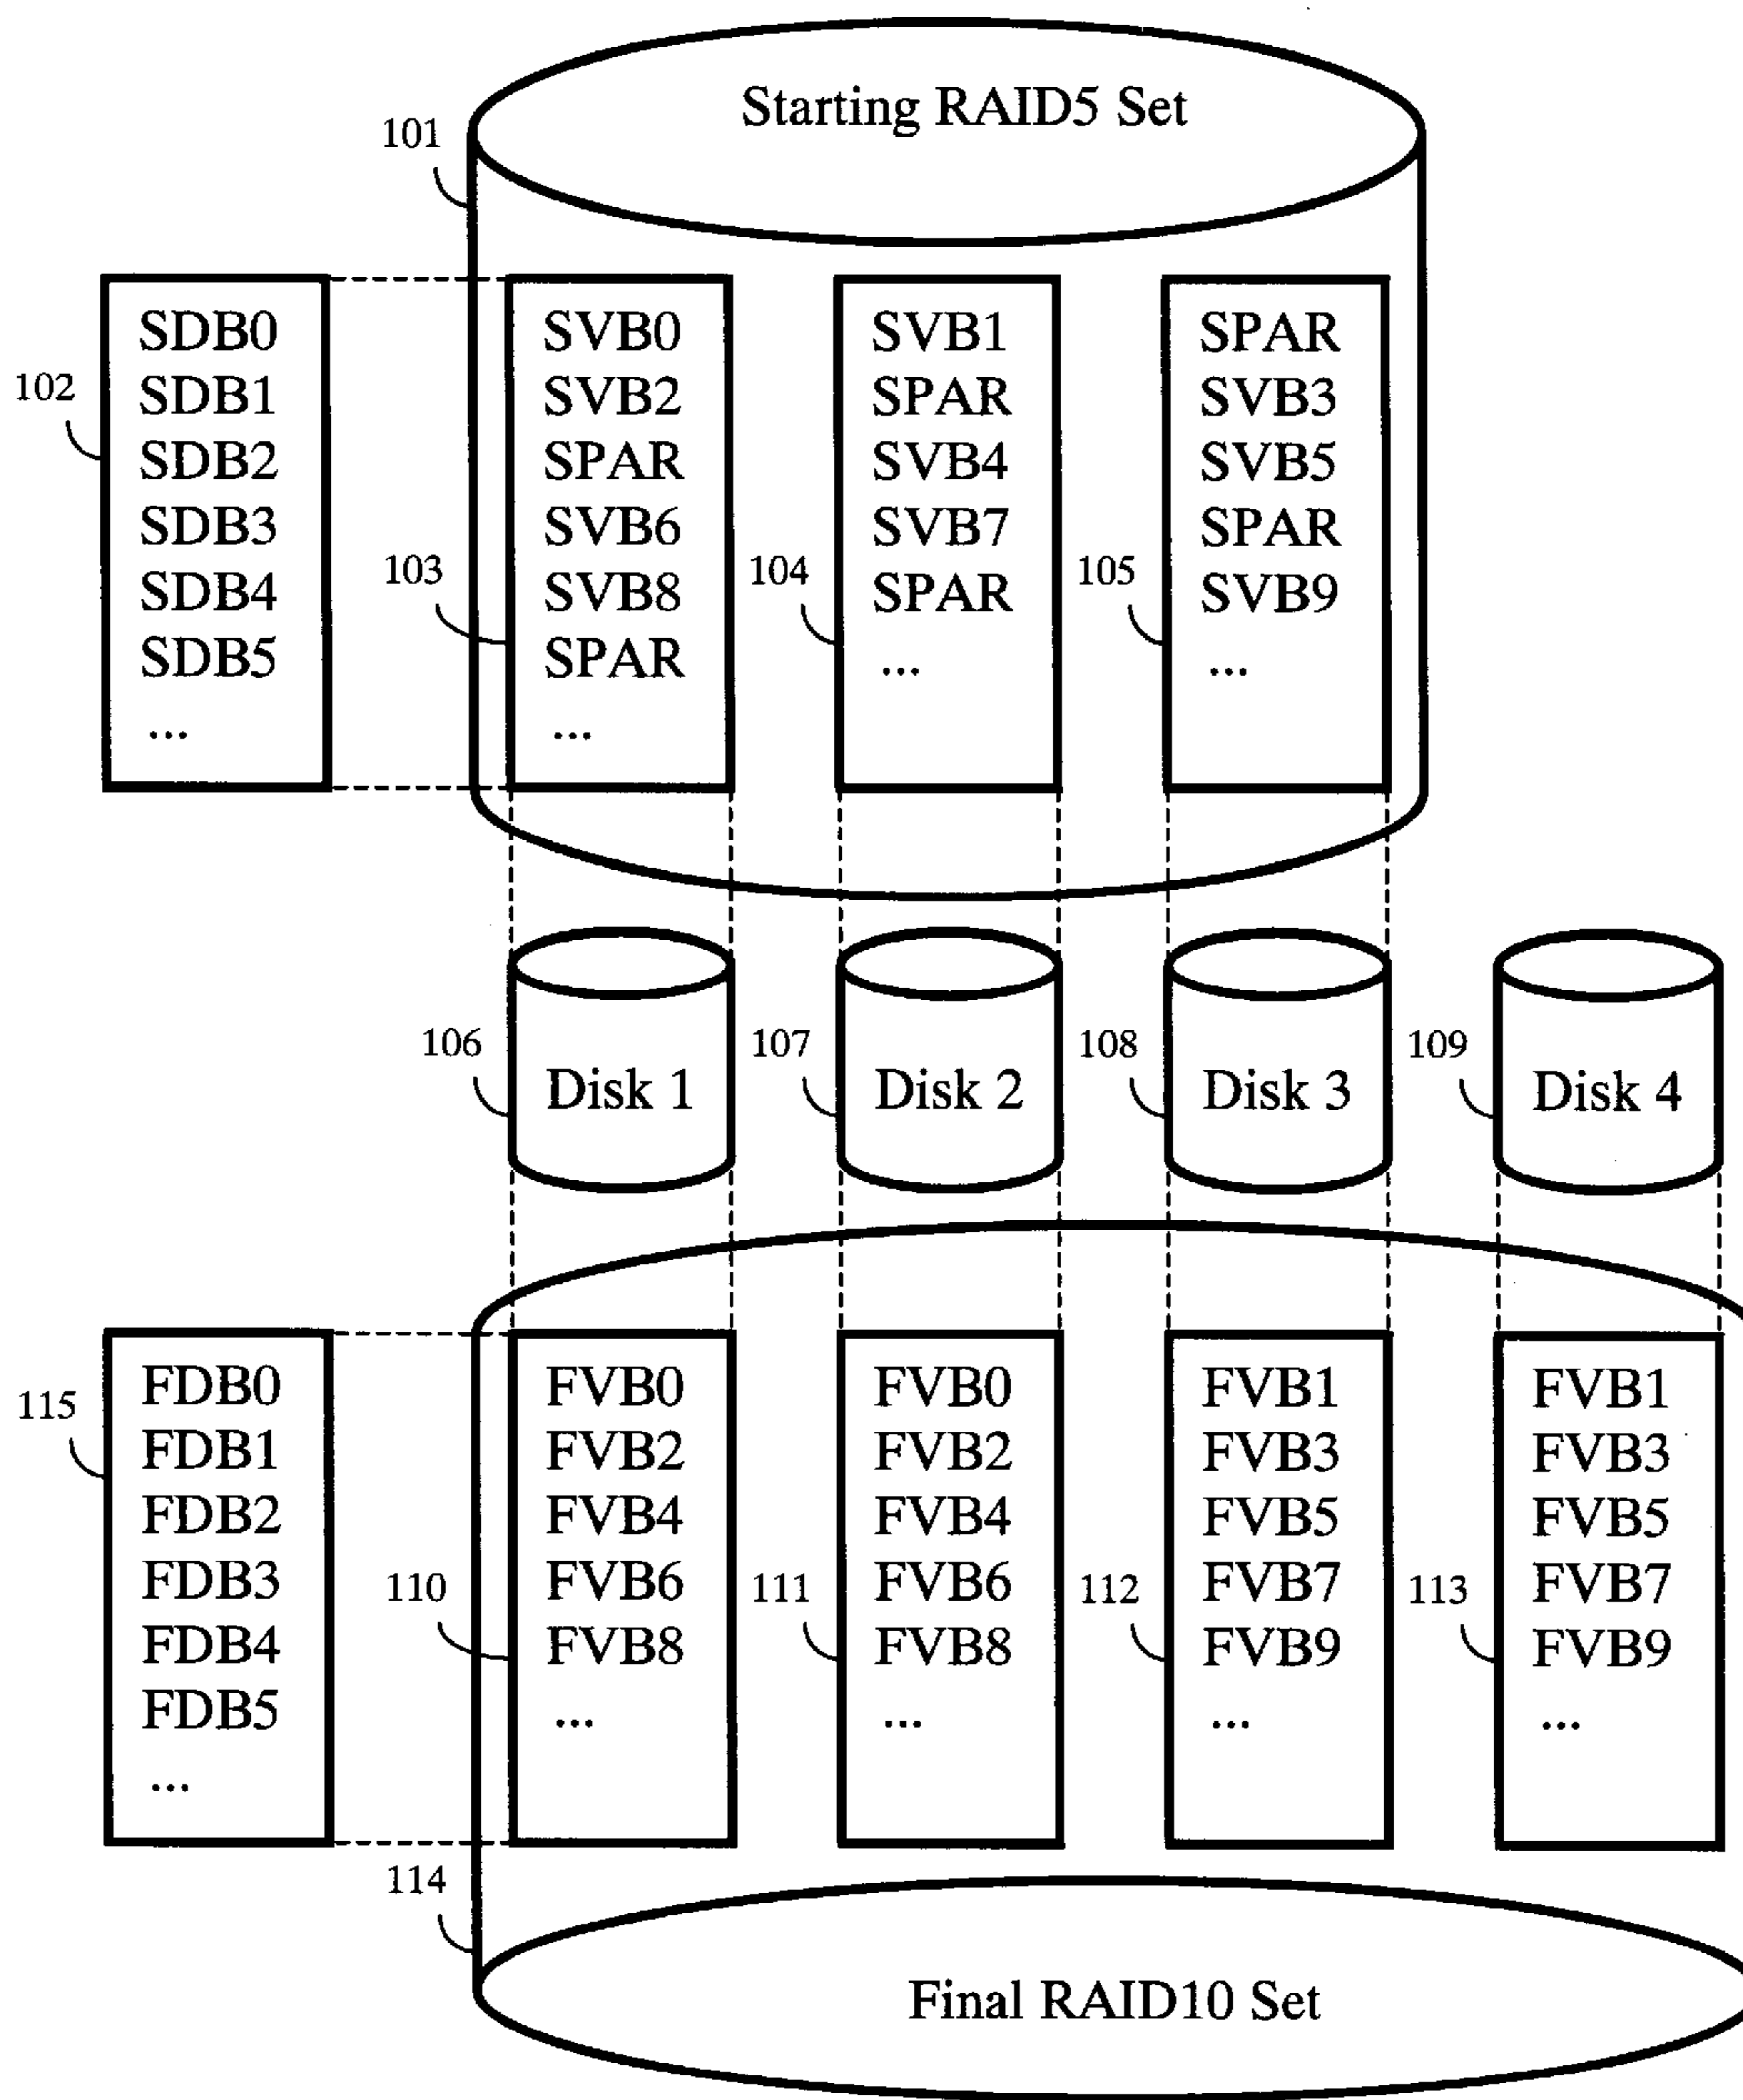 Starting RAID5 Set
101
102
SDB0
SDB1
SDB2
SDB3
SDB4
SDB5
...
103
SVB0
SVB2
SPAR
SVB6
SVB8
SPAR
...
104
SVB1
SPAR
SVB4
SVB7
SPAR
...
105
SPAR
SVB3
SVB5
SPAR
SVB9
...
106
Disk 1
107
Disk 2
108
Disk 3
109
Disk 4
115
FDB0
FDB1
FDB2
FDB3
FDB4
FDB5
...
110
FVB0
FVB2
FVB4
FVB6
FVB8
...
111
FVB0
FVB2
FVB4
FVB6
FVB8
...
112
FVB1
FVB3
FVB5
FVB7
FVB9
...
113
FVB1
FVB3
FVB5
FVB7
FVB9
...
114
Final RAID10 Set